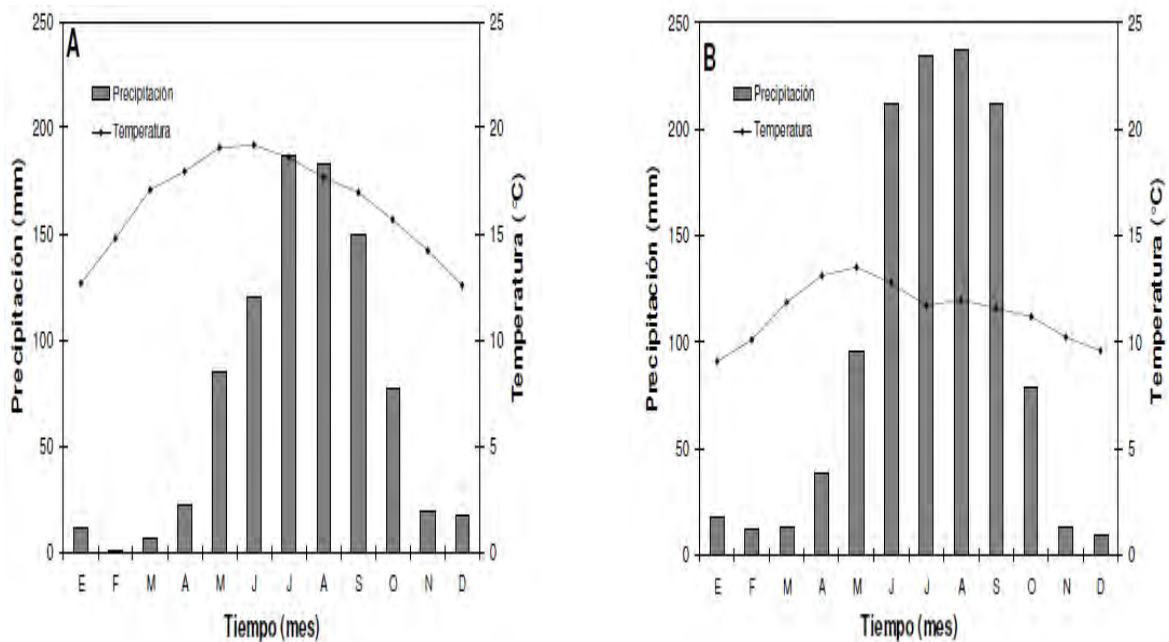 A
Precipitación
Temperatura
250
200
150
100
50
0
Precipitación (mm)
25
20
15
10
5
0
Temperatura (°C)
E F M A M J J A S O N D
Tiempo (mes)
B
Precipitación
Temperatura
250
200
150
100
50
0
Precipitación (mm)
25
20
15
10
5
0
Temperatura (°C)
E F M A M J J A S O N D
Tiempo (mes)